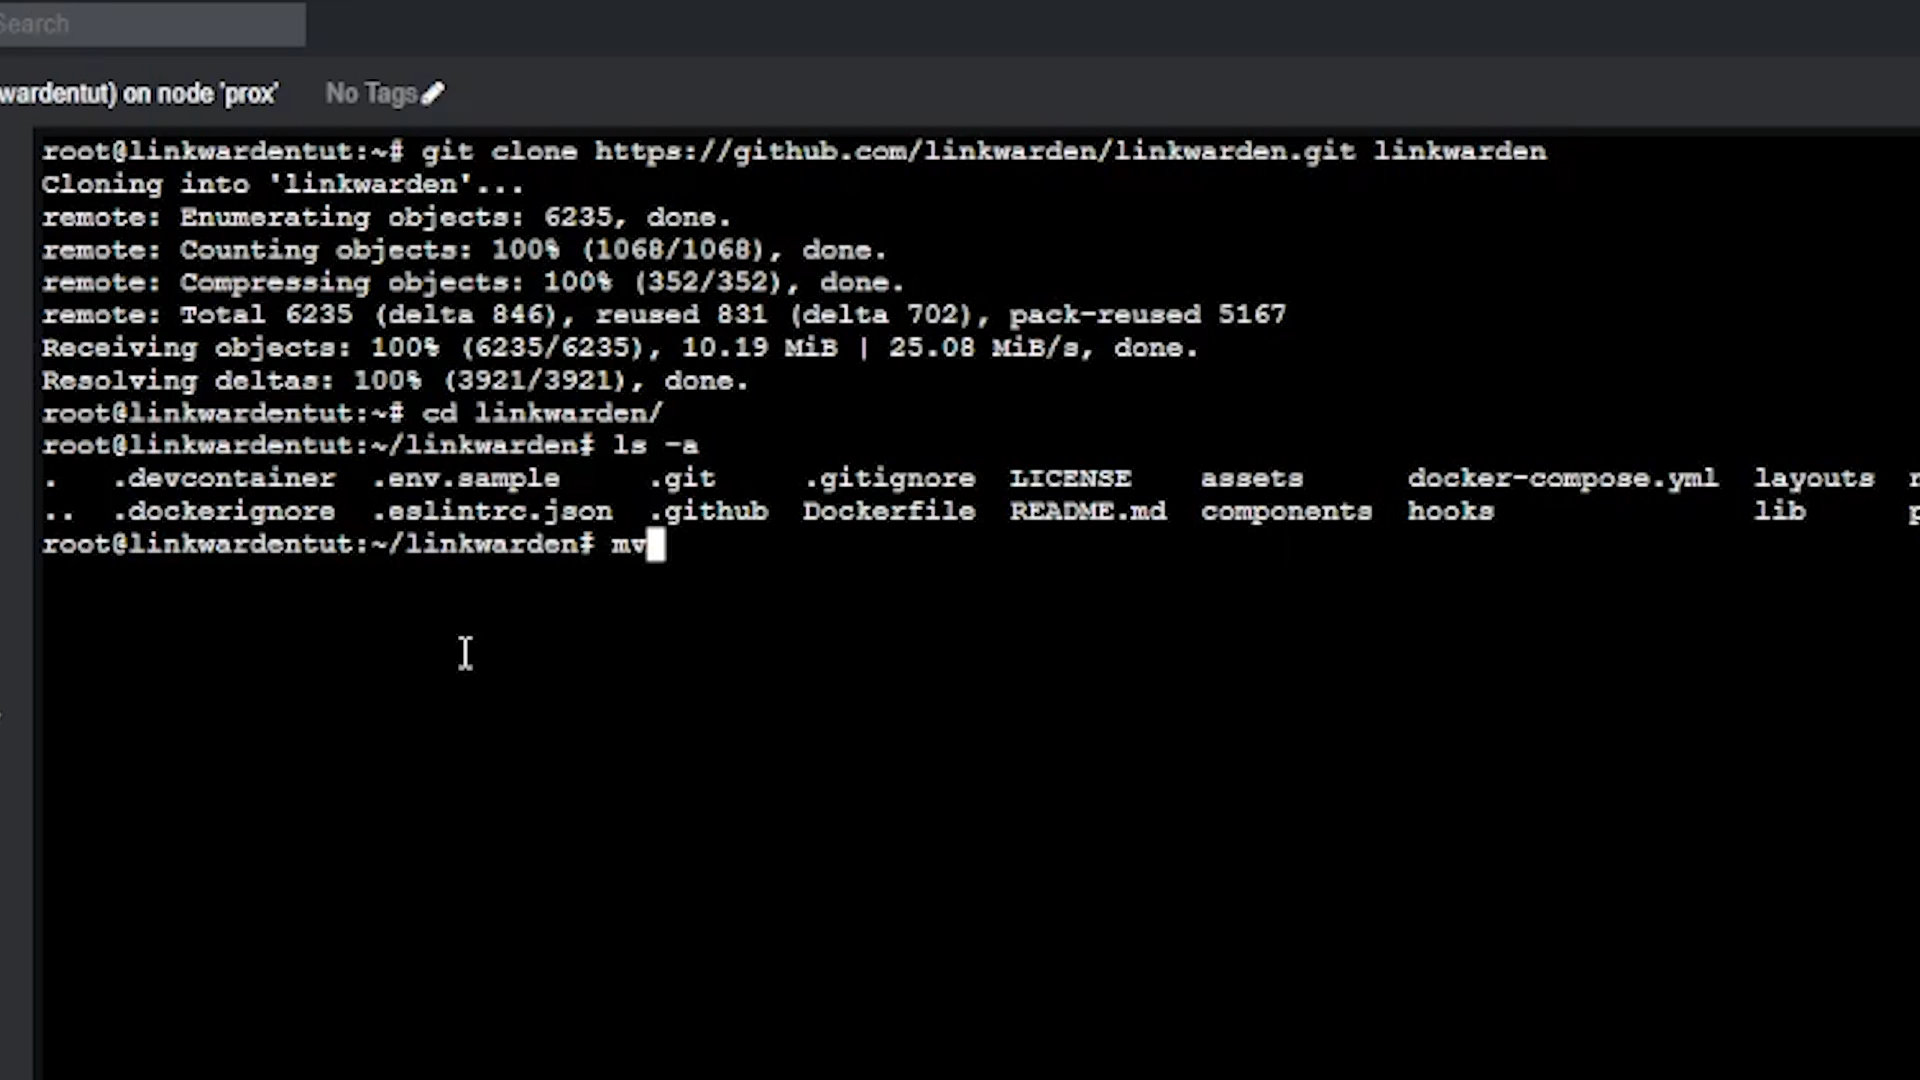 Search
wardentut) on node 'prox' No Tags
root@linkwardentut:~# git clone https://github.com/linkwarden/linkwarden.git linkwarden
Cloning into 'linkwarden'...
remote: Enumerating objects: 6235, done.
remote: Counting objects: 100% (1068/1068), done.
remote: Compressing objects: 100% (352/352), done.
remote: Total 6235 (delta 846), reused 831 (delta 702), pack-reused 5167
Receiving objects: 100% (6235/6235), 10.19 MiB | 25.08 MiB/s, done.
Resolving deltas: 100% (3921/3921), done.
root@linkwardentut:~# cd linkwarden/
root@linkwardentut:~/linkwarden# ls -a
. .devcontainer .env.sample .git .gitignore LICENSE assets docker-compose.yml layouts
.. .dockerignore .eslintrc.json .github Dockerfile README.md components hooks lib
root@linkwardentut:~/linkwarden# mv